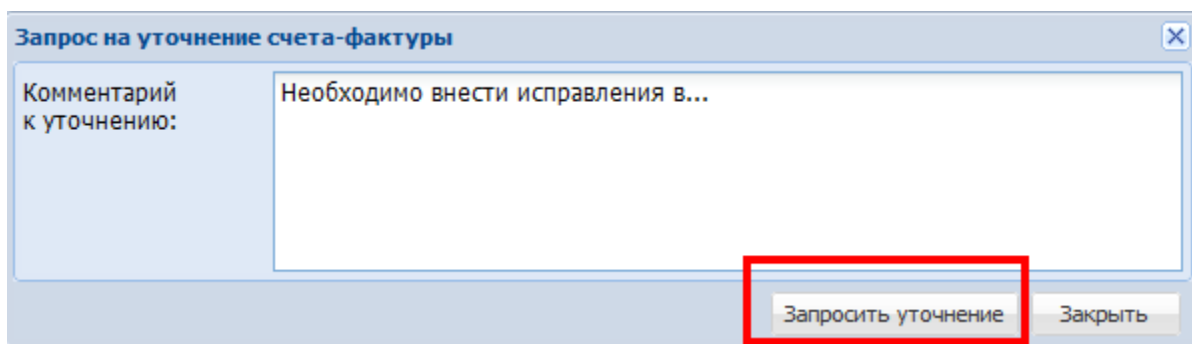 Запрос на уточнение счета-фактуры
Комментарий
к уточнению:
Необходимо внести исправления в...
Запросить уточнение
Закрыть